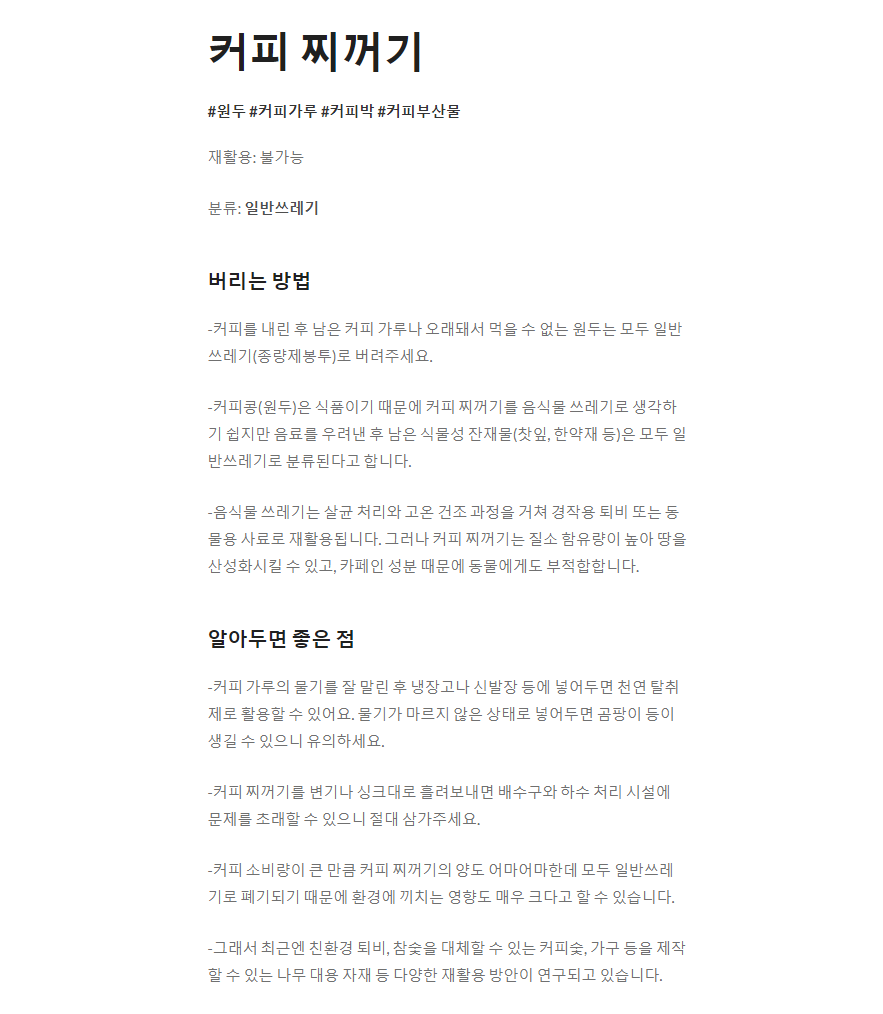 커피 찌꺼기
#원두 #커피가루 #커피박 #커피부산물
재활용: 불가능
분류: 일반쓰레기
버리는 방법
-커피를 내린 후 남은 커피 가루나 오래돼서 먹을 수 없는 원두는 모두 일반
쓰레기(종량제봉투)로 버려주세요.
-커피콩(원두)은 식품이기 때문에 커피 찌꺼기를 음식물 쓰레기로 생각하
기 쉽지만 음료를 우려낸 후 남은 식물성 잔재물(찻잎, 한약재 등)은 모두 일
반쓰레기로 분류된다고 합니다.
-음식물 쓰레기는 살균 처리와 고온 건조 과정을 거쳐 경작용 퇴비 또는 동
물용 사료로 재활용됩니다. 그러나 커피 찌꺼기는 질소 함유량이 높아 땅을
산성화시킬 수 있고, 카페인 성분 때문에 동물에게도 부적합합니다.
알아두면 좋은 점
-커피 가루의 물기를 잘 말린 후 냉장고나 신발장 등에 넣어두면 천연 탈취
제로 활용할 수 있어요. 물기가 마르지 않은 상태로 넣어두면 곰팡이 등이
생길 수 있으니 유의하세요.
-커피 찌꺼기를 변기나 싱크대로 흘려보내면 배수구와 하수 처리 시설에
문제를 초래할 수 있으니 절대 삼가주세요.
-커피 소비량이 큰 만큼 커피 찌꺼기의 양도 어마어마한데 모두 일반쓰레
기로 폐기되기 때문에 환경에 끼치는 영향도 매우 크다고 할 수 있습니다.
-그래서 최근엔 친환경 퇴비, 참숯을 대체할 수 있는 커피숯, 가구 등을 제작
할 수 있는 나무 대용 자재 등 다양한 재활용 방안이 연구되고 있습니다.